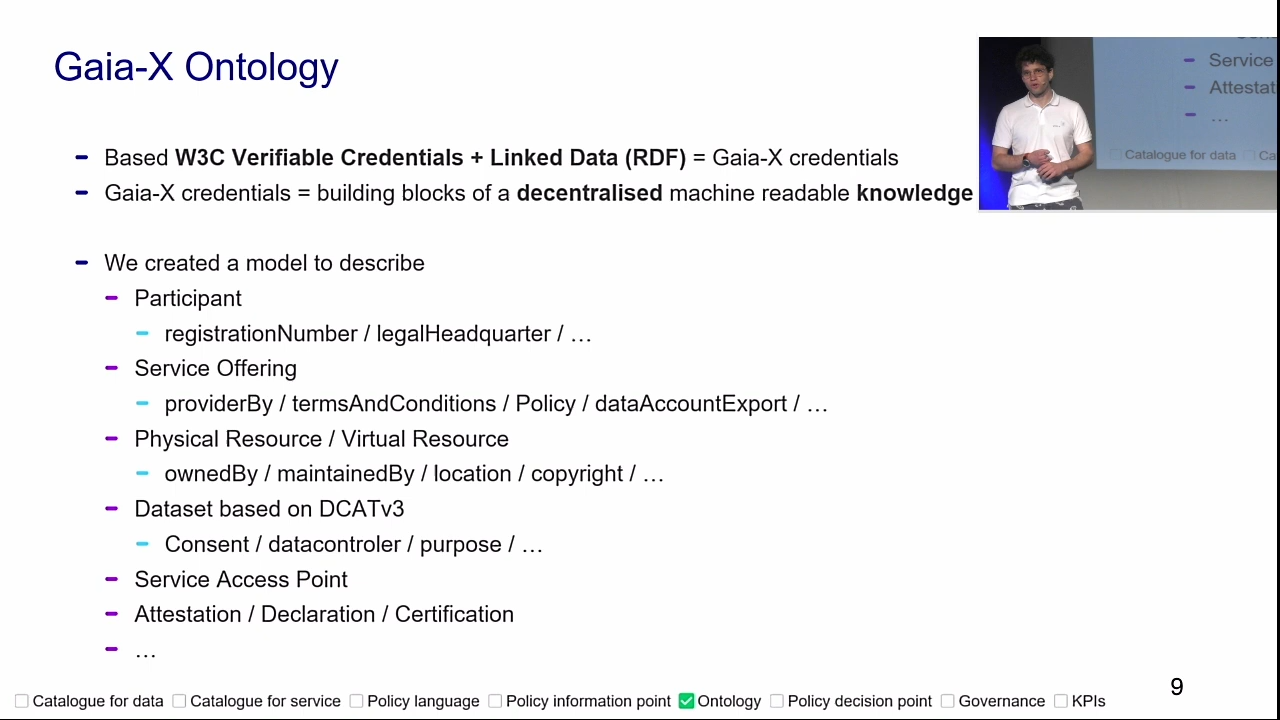 Gaia-X Ontology
Based W3C Verifiable Credentials + Linked Data (RDF) = Gaia-X credentials
Gaia-X credentials = building blocks of a decentralised machine readable knowledge
We created a model to describe
Participant
registrationNumber / legalHeadquarter / …
Service Offering
providerBy / termsAndConditions / Policy / dataAccountExport / …
Physical Resource / Virtual Resource
ownedBy / maintainedBy / location / copyright / …
Dataset based on DCATv3
Consent / datacontroler / purpose / …
Service Access Point
Attestation / Declaration / Certification
…
Service
Attestat
…
Catalogue for data
Ca
Catalogue for data Catalogue for service Policy language Policy information point Ontology Policy decision point Governance KPIs
9